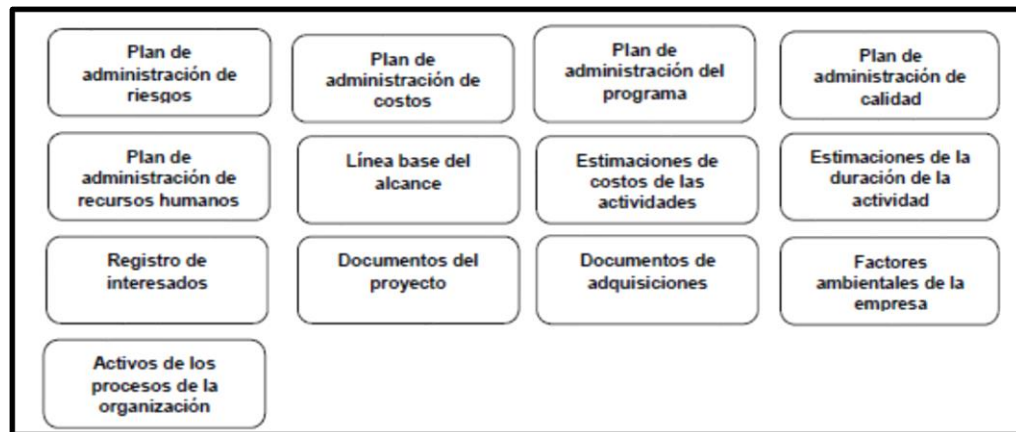 Plan de
administración de
riesgos
Plan de
administración de
costos
Plan de
administración del
programa
Plan de
administración de
calidad
Plan de
administración de
recursos humanos
Línea base del
alcance
Estimaciones de
costos de las
actividades
Estimaciones de la
duración de la
actividad
Registro de
interesados
Documentos del
proyecto
Documentos de
adquisiciones
Factores
ambientales de la
empresa
Activos de los
procesos de la
organización